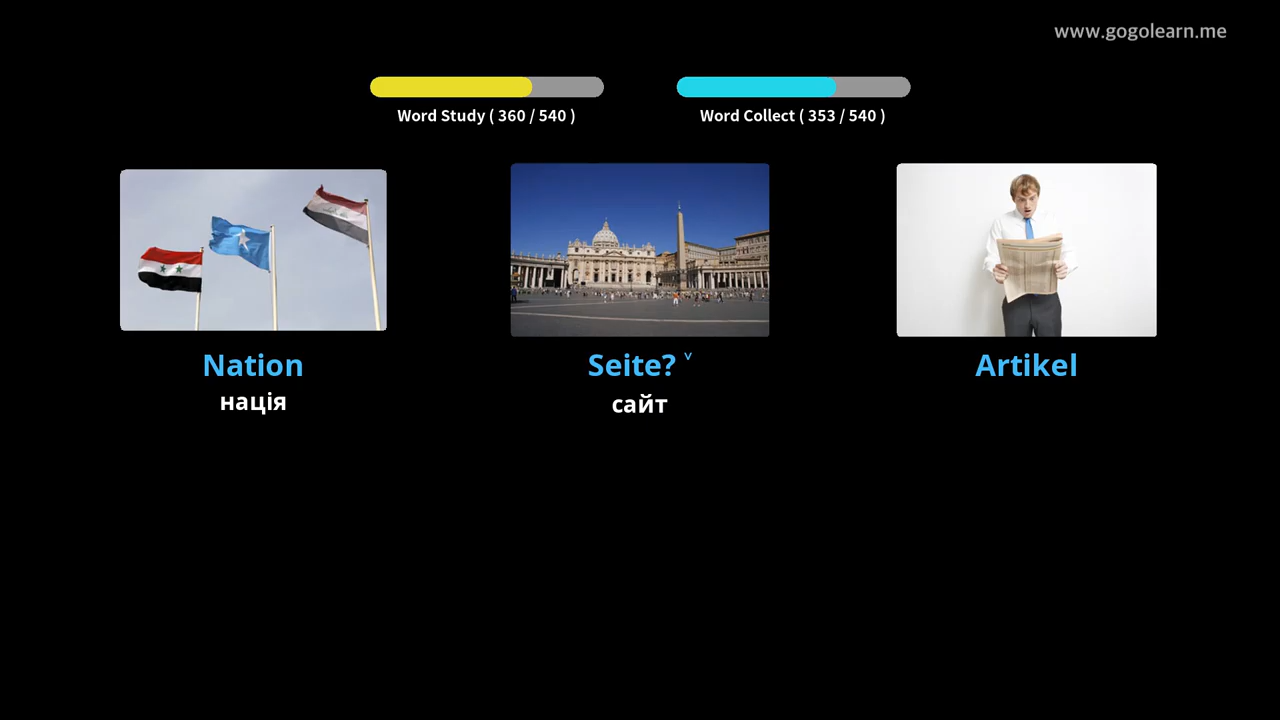 www.gogolearn.me
Word Study ( 360 / 540 )
Word Collect ( 353 / 540 )
Nation
Seite? ˅
Artikel
нація
сайт